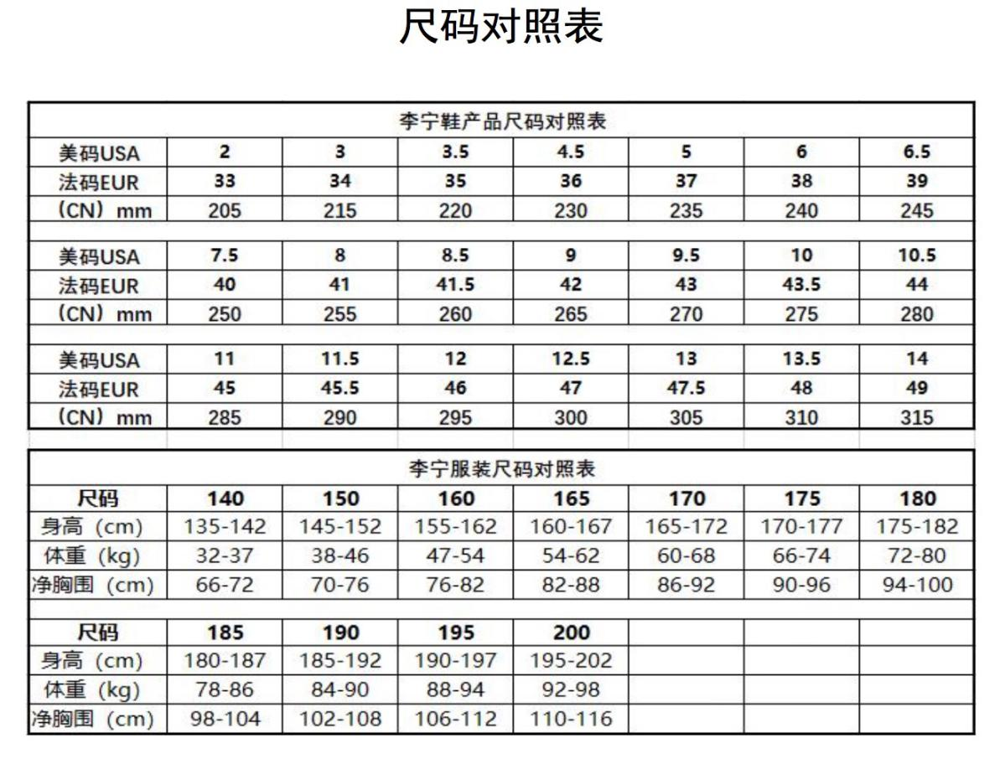 尺码对照表
李宁鞋产品尺码对照表
美码USA 2 3 3.5 4.5 5 6 6.5
法码EUR 33 34 35 36 37 38 39
（CN）mm 205 215 220 230 235 240 245
美码USA 7.5 8 8.5 9 9.5 10 10.5
法码EUR 40 41 41.5 42 43 43.5 44
（CN）mm 250 255 260 265 270 275 280
美码USA 11 11.5 12 12.5 13 13.5 14
法码EUR 45 45.5 46 47 47.5 48 49
（CN）mm 285 290 295 300 305 310 315
李宁服装尺码对照表
尺码 140 150 160 165 170 175 180
身高（cm） 135-142 145-152 155-162 160-167 165-172 170-177 175-182
体重（kg） 32-37 38-46 47-54 54-62 60-68 66-74 72-80
净胸围（cm） 66-72 70-76 76-82 82-88 86-92 90-96 94-100
尺码 185 190 195 200
身高（cm） 180-187 185-192 190-197 195-202
体重（kg） 78-86 84-90 88-94 92-98
净胸围（cm） 98-104 102-108 106-112 110-116